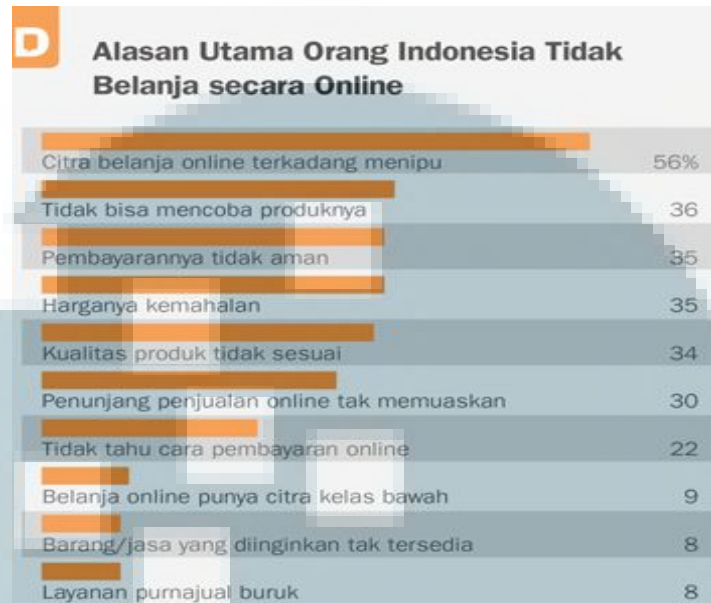 D
Alasan Utama Orang Indonesia Tidak
Belanja secara Online
Citra belanja online terkadang menipu 56%
Tidak bisa mencoba produknya 36
Pembayarannya tidak aman 35
Harganya kemahalan 35
Kualitas produk tidak sesuai 34
Penunjang penjualan online tak memuaskan 30
Tidak tahu cara pembayaran online 22
Belanja online punya citra kelas bawah 9
Barang/jasa yang diinginkan tak tersedia 8
Layanan purnajual buruk 8